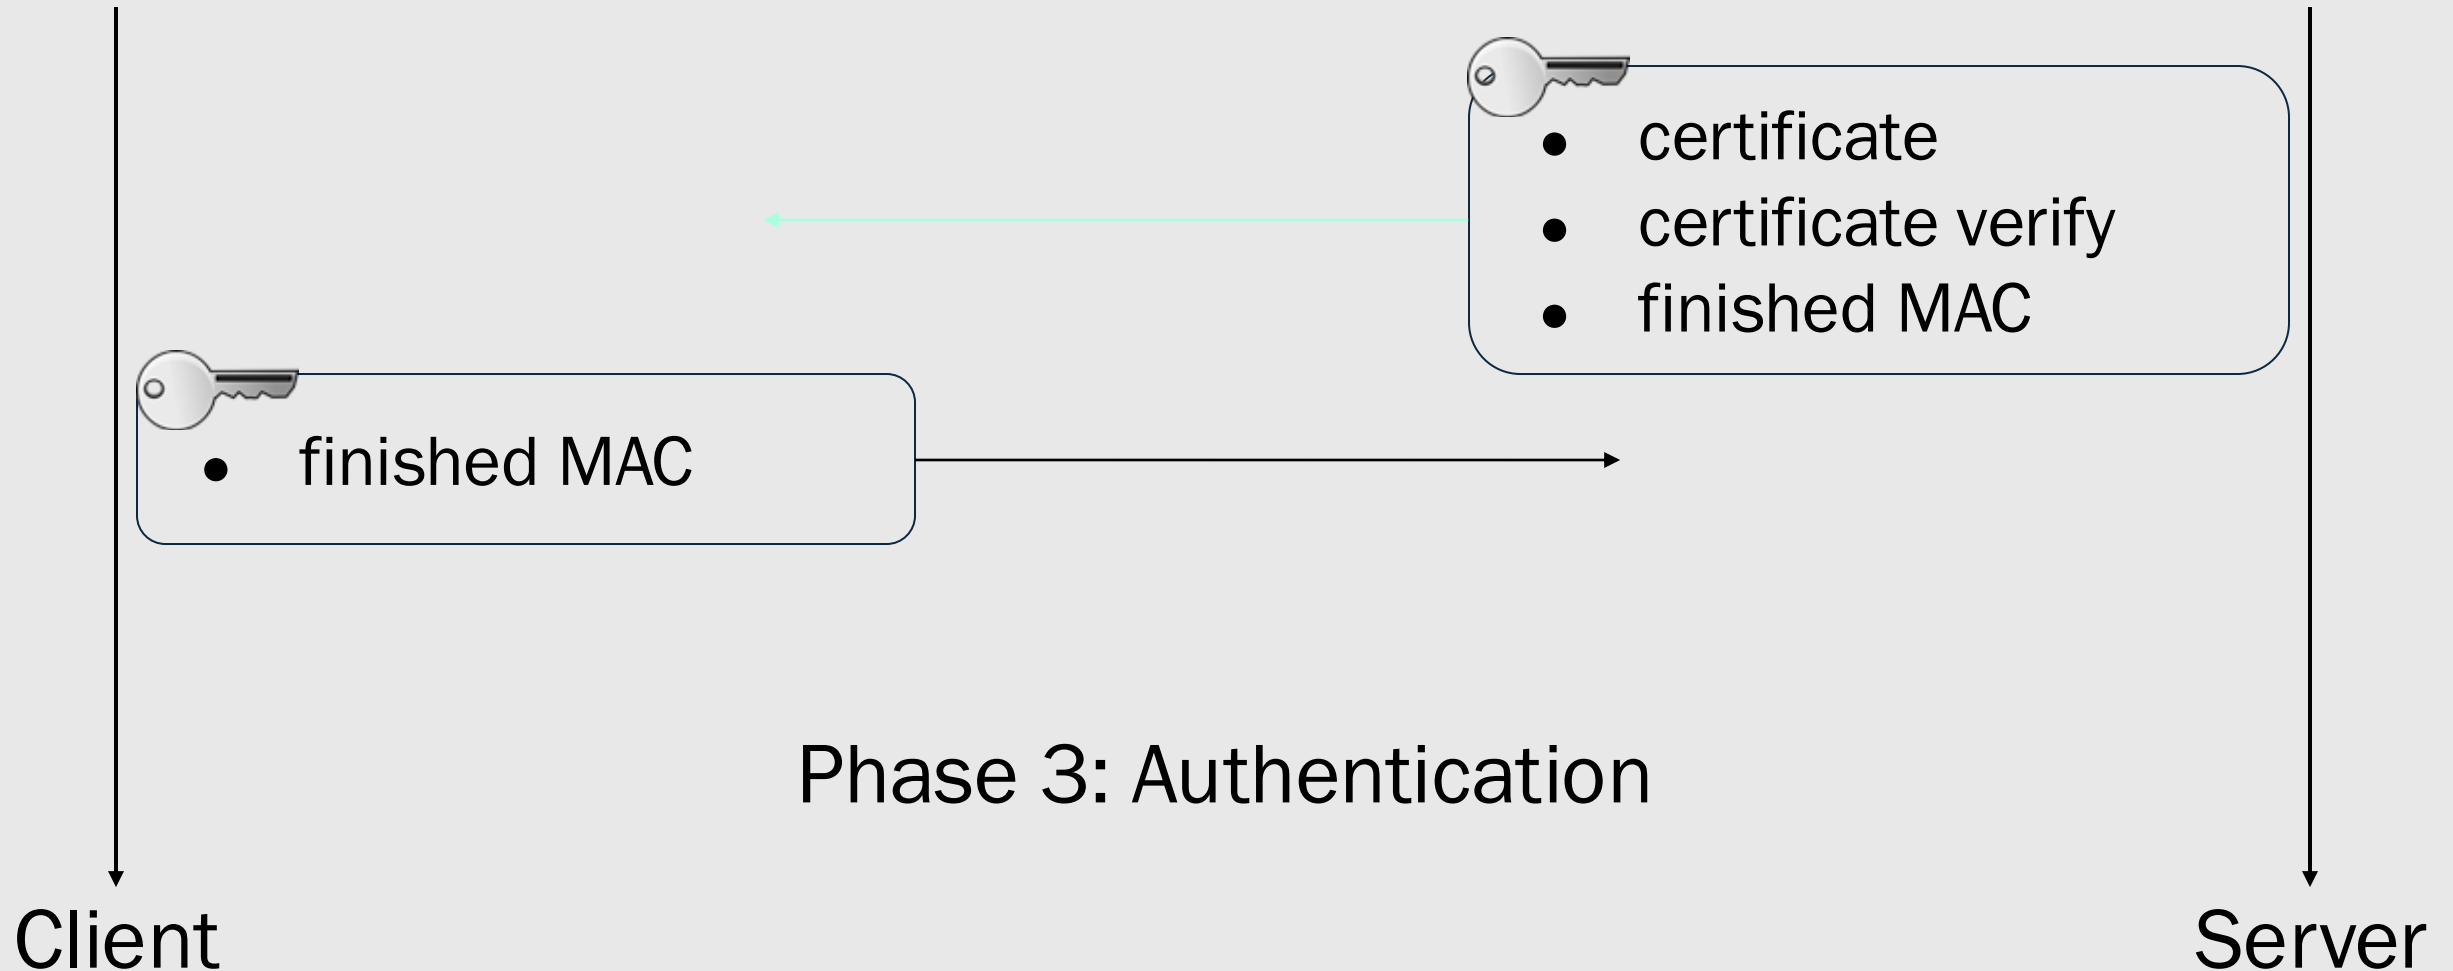 • certificate
• certificate verify
• finished MAC
• finished MAC
Phase 3: Authentication
Client
Server